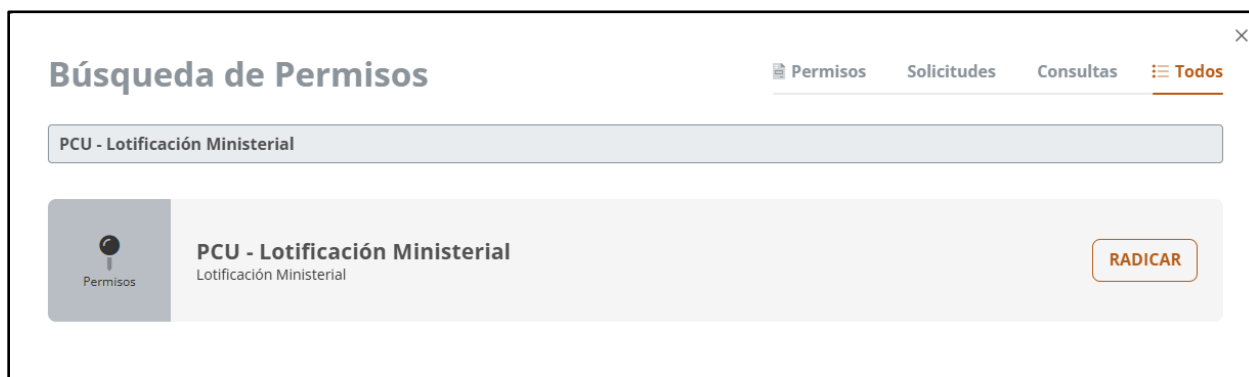 ×
Búsqueda de Permisos
Permisos Solicitudes Consultas Todos
PCU - Lotificación Ministerial
PCU - Lotificación Ministerial
Lotificación Ministerial
Permisos
RADICAR